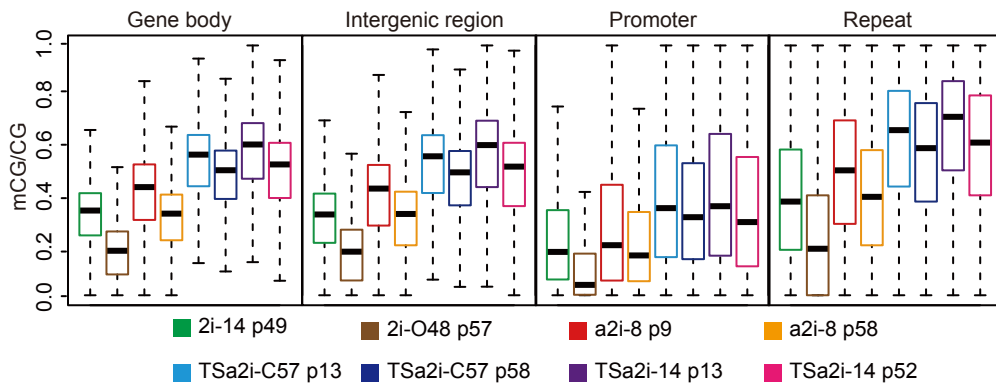 Gene body Intergenic region Promoter Repeat
mCG/CG
1.0
0.8
0.6
0.4
0.2
0.0
2i-14 p49 2i-O48 p57 a2i-8 p9 a2i-8 p58
TSa2i-C57 p13 TSa2i-C57 p58 TSa2i-14 p13 TSa2i-14 p52